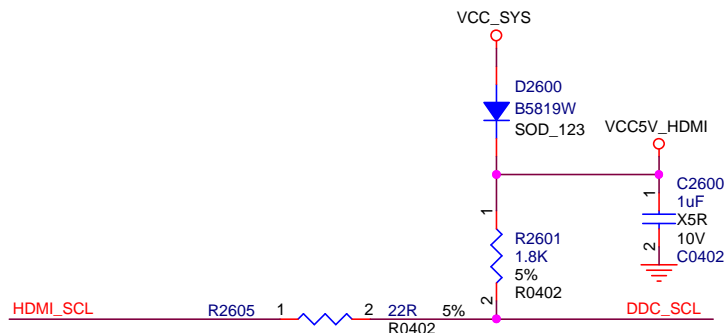 VCC_SYS
D2600
B5819W
SOD_123
VCC5V_HDMI
1
C2600
1uF
X5R
10V
C0402
2
1
R2601
1.8K
5%
R0402
2
HDMI_SCL
R2605
1
2
22R
5%
R0402
DDC_SCL